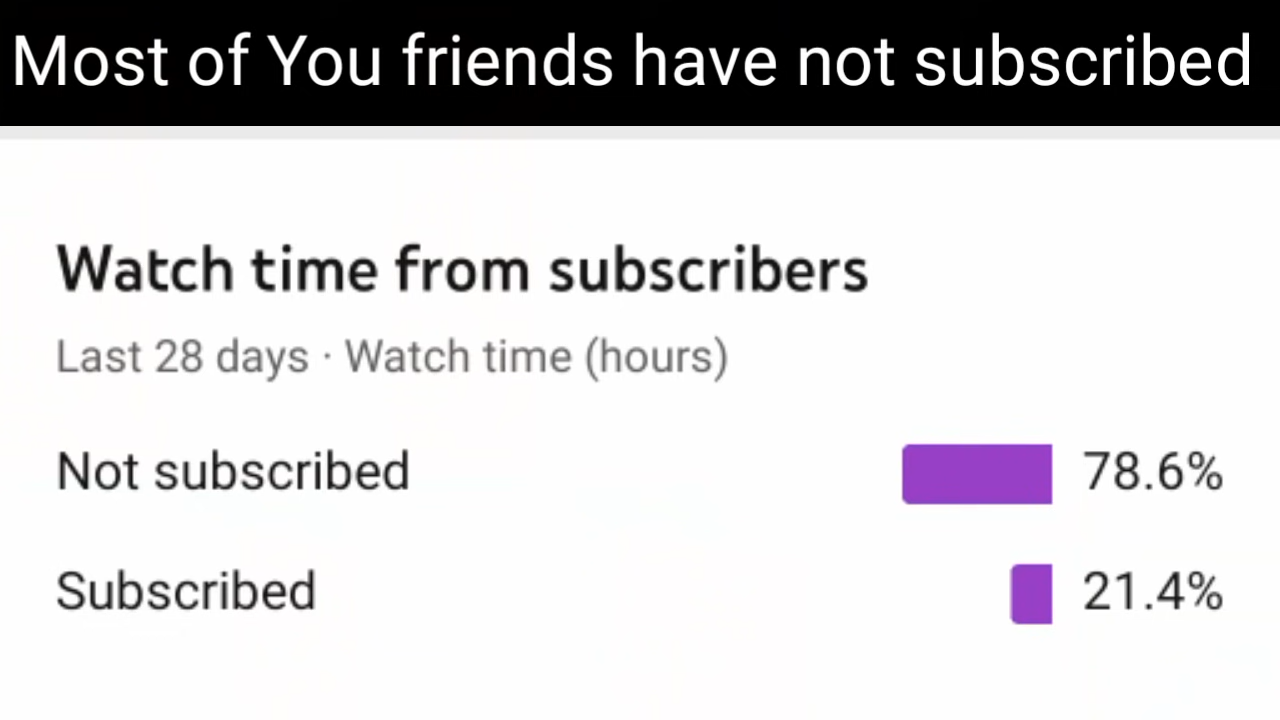 Most of You friends have not subscribed
Watch time from subscribers
Last 28 days · Watch time (hours)
Not subscribed 78.6%
Subscribed 21.4%